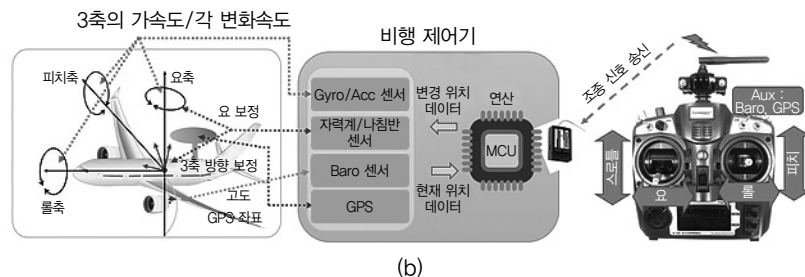 3축의 가속도/각 변화속도
피치축
요축
요 보정
3축 방향 보정
롤축
고도
GPS 좌표
비행 제어기
Gyro/Acc 센서
자력계/나침반
센서
Baro 센서
GPS
변경 위치
데이터
연산
MCU
현재 위치
데이터
조종 신호 송신
Aux :
Baro, GPS
스로틀
피치
요
롤
(b)